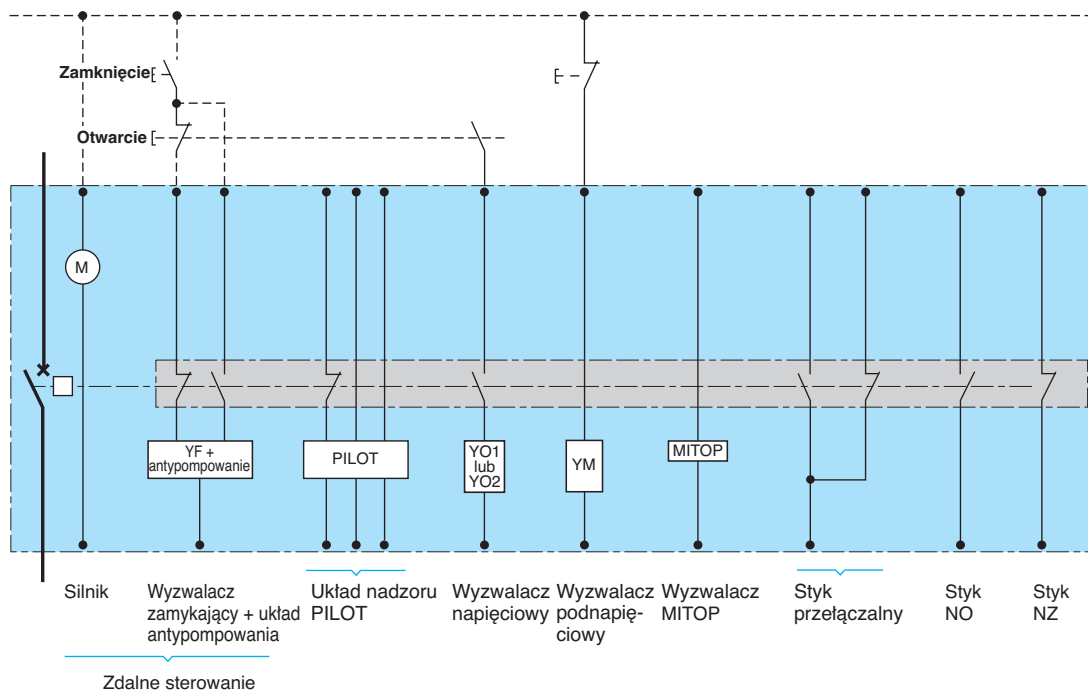 Zamknięcie
Otwarcie
M
YF +
antypompowanie
PILOT
YO1
lub
YO2
YM
MITOP
Silnik
Wyzwalacz
zamykający + układ
antypompowania
Układ nadzoru
PILOT
Wyzwalacz
napięciowy
Wyzwalacz
podnapię-
ciowy
Wyzwalacz
MITOP
Styk
przełączalny
Styk
NO
Styk
NZ
Zdalne sterowanie